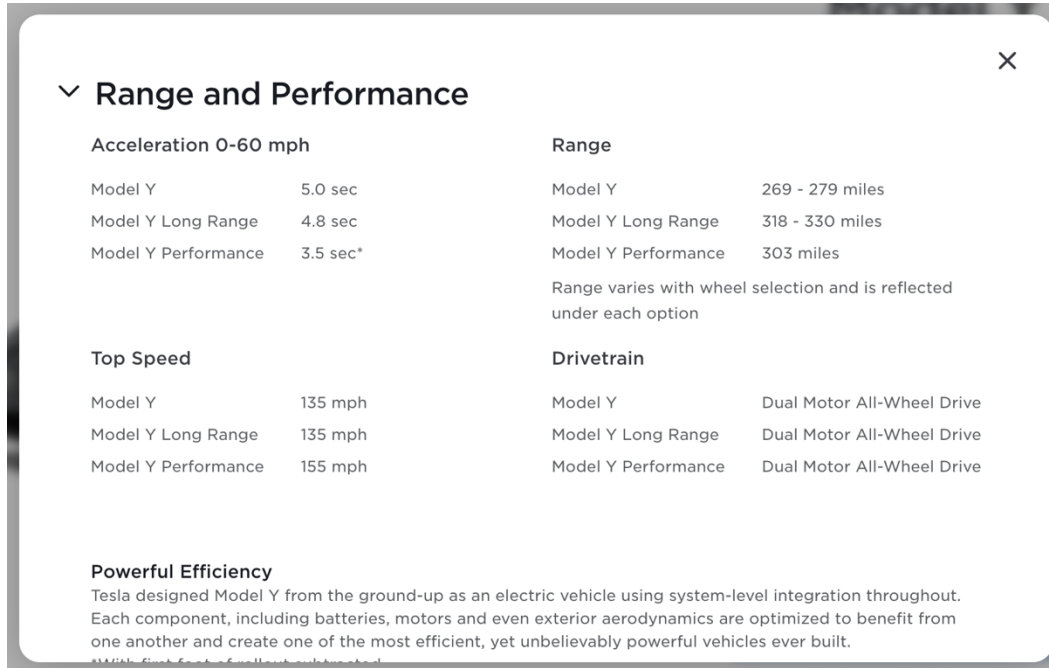 Range and Performance
Acceleration 0-60 mph
Model Y 5.0 sec
Model Y Long Range 4.8 sec
Model Y Performance 3.5 sec*
Range
Model Y 269 - 279 miles
Model Y Long Range 318 - 330 miles
Model Y Performance 303 miles
Range varies with wheel selection and is reflected
under each option
Top Speed
Model Y 135 mph
Model Y Long Range 135 mph
Model Y Performance 155 mph
Drivetrain
Model Y Dual Motor All-Wheel Drive
Model Y Long Range Dual Motor All-Wheel Drive
Model Y Performance Dual Motor All-Wheel Drive
Powerful Efficiency
Tesla designed Model Y from the ground-up as an electric vehicle using system-level integration throughout.
Each component, including batteries, motors and even exterior aerodynamics are optimized to benefit from
one another and create one of the most efficient, yet unbelievably powerful vehicles ever built.
*With first foot of rollout subtracted